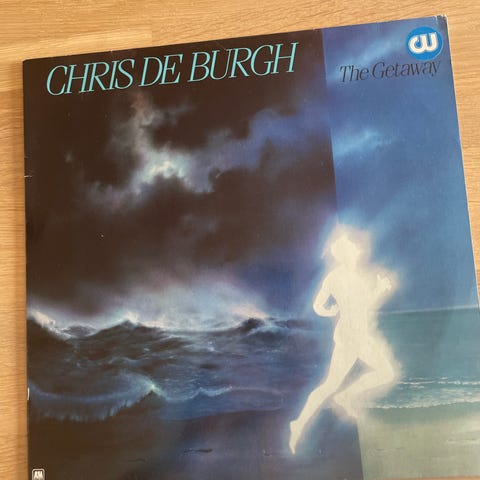 CHRIS DE BURGH
The Getaway
A&M